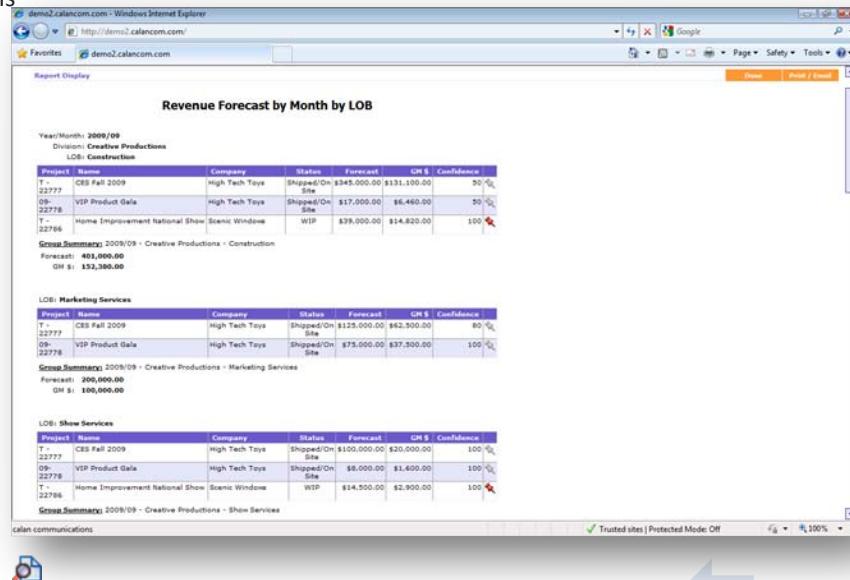 is
demo2.calancom.com - Windows Internet Explorer
http://demo2.calancom.com/
Google
Favorites demo2.calancom.com
Page Safety Tools
Report Display Done Print / Email
Revenue Forecast by Month by LOB
Year/Month: 2009/09
Division: Creative Productions
LOB: Construction
Project Name Company Status Forecast GM $ Confidence
T - 22777 CES Fall 2009 High Tech Toys Shipped/On Site $345,000.00 $131,100.00 50
09-22778 VIP Product Gala High Tech Toys Shipped/On Site $17,000.00 $6,460.00 50
T - 22786 Home Improvement National Show Scenic Windows WIP $39,000.00 $14,820.00 100
Group Summary: 2009/09 - Creative Productions - Construction
Forecast: 401,000.00
GM $: 152,380.00
LOB: Marketing Services
Project Name Company Status Forecast GM $ Confidence
T - 22777 CES Fall 2009 High Tech Toys Shipped/On Site $125,000.00 $62,500.00 80
09-22778 VIP Product Gala High Tech Toys Shipped/On Site $75,000.00 $37,500.00 100
Group Summary: 2009/09 - Creative Productions - Marketing Services
Forecast: 200,000.00
GM $: 100,000.00
LOB: Show Services
Project Name Company Status Forecast GM $ Confidence
T - 22777 CES Fall 2009 High Tech Toys Shipped/On Site $100,000.00 $20,000.00 100
09-22778 VIP Product Gala High Tech Toys Shipped/On Site $8,000.00 $1,600.00 100
T - 22786 Home Improvement National Show Scenic Windows WIP $14,500.00 $2,900.00 100
Group Summary: 2009/09 - Creative Productions - Show Services
calan communications Trusted sites | Protected Mode: Off 100%